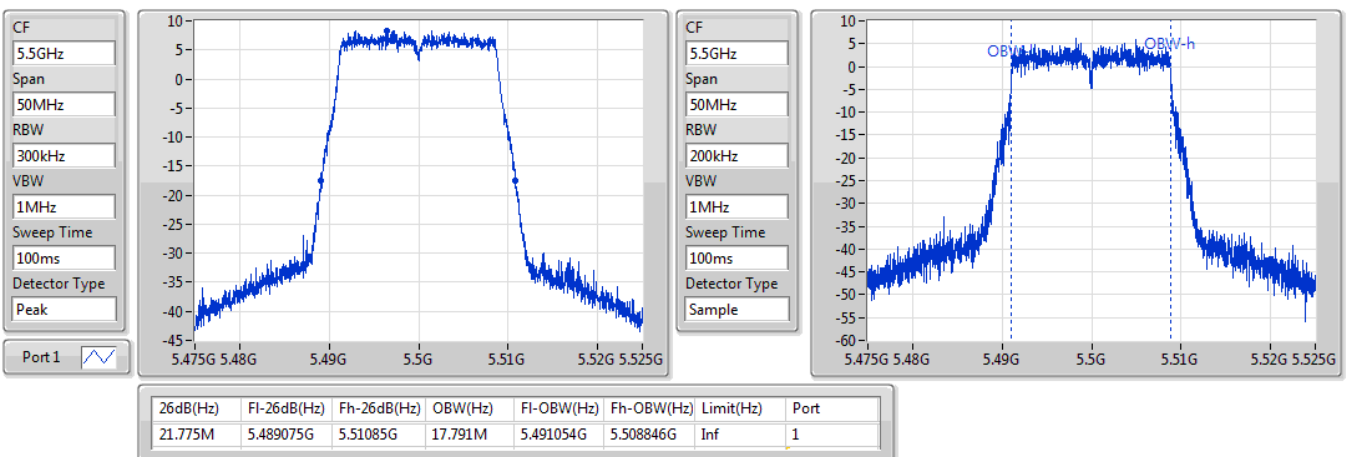 CF
5.5GHz
Span
50MHz
RBW
300kHz
VBW
1MHz
Sweep Time
100ms
Detector Type
Peak
Port 1
10
5
0
-5
-10
-15
-20
-25
-30
-35
-40
-45
5.475G 5.48G 5.49G 5.5G 5.51G 5.52G 5.525G
CF
5.5GHz
Span
50MHz
RBW
200kHz
VBW
1MHz
Sweep Time
100ms
Detector Type
Sample
10
5
0
-5
-10
-15
-20
-25
-30
-35
-40
-45
-50
-55
-60
OBW-h
5.475G 5.48G 5.49G 5.5G 5.51G 5.52G 5.525G
26dB(Hz) Fl-26dB(Hz) Fh-26dB(Hz) OBW(Hz) Fl-OBW(Hz) Fh-OBW(Hz) Limit(Hz) Port
21.775M 5.489075G 5.51085G 17.791M 5.491054G 5.508846G Inf 1